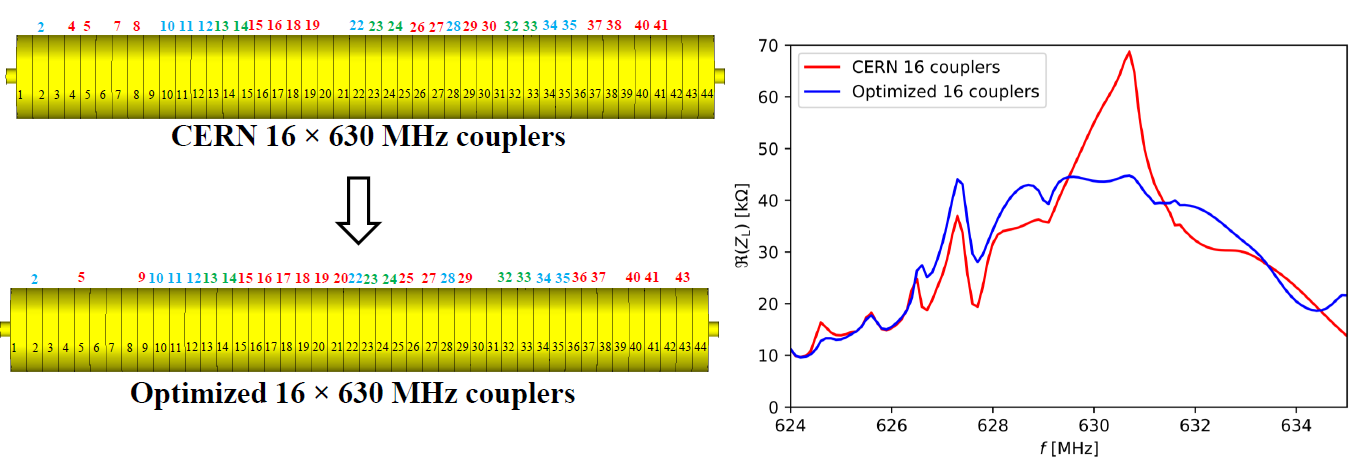 2 4 5 7 8 10 11 12 13 14 15 16 17 18 19 22 23 24 26 27 28 29 30 32 33 34 35 37 38 40 41
1 2 3 4 5 6 7 8 9 10 11 12 13 14 15 16 17 18 19 20 21 22 23 24 25 26 27 28 29 30 31 32 33 34 35 36 37 38 39 40 41 42 43 44
CERN 16 × 630 MHz couplers
2 5 9 10 11 12 13 14 15 16 17 18 19 20 22 23 24 25 27 28 29 32 33 34 35 36 37 40 41 43
1 2 3 4 5 6 7 8 9 10 11 12 13 14 15 16 17 18 19 20 21 22 23 24 25 26 27 28 29 30 31 32 33 34 35 36 37 38 39 40 41 42 43 44
Optimized 16 × 630 MHz couplers
CERN 16 couplers
Optimized 16 couplers
ℜ(Z_L) [kΩ]
70
60
50
40
30
20
10
0
624 626 628 630 632 634
f [MHz]